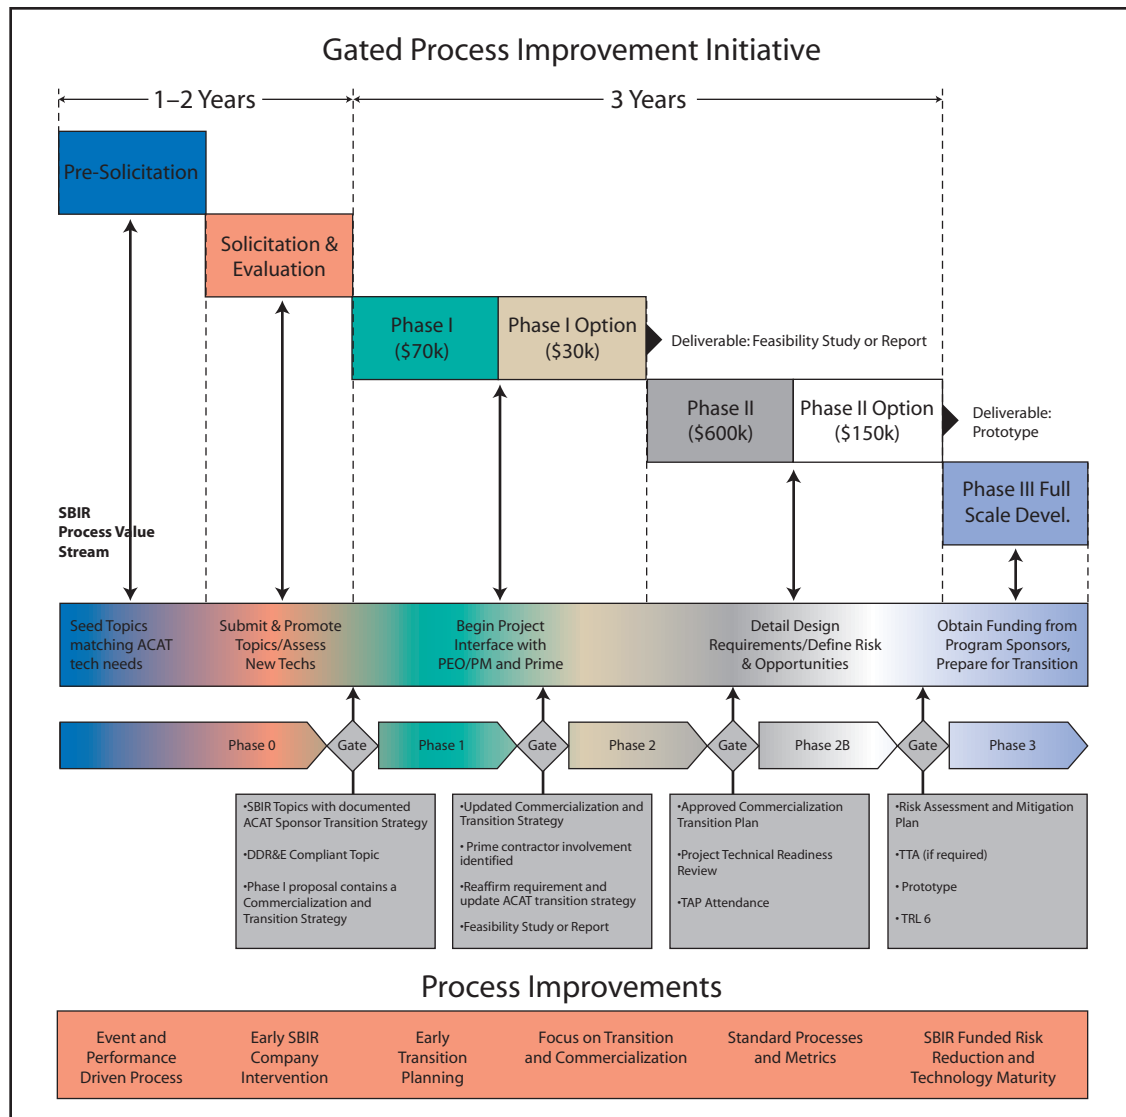 Gated Process Improvement Initiative
1–2 Years
3 Years
Pre-Solicitation
Solicitation &
Evaluation
Phase I
($70k)
Phase I Option
($30k)
Deliverable: Feasibility Study or Report
Phase II
($600k)
Phase II Option
($150k)
Deliverable:
Prototype
Phase III Full
Scale Devel.
SBIR
Process Value
Stream
Seed Topics
matching ACAT
tech needs
Submit & Promote
Topics/Assess
New Techs
Begin Project
Interface with
PEO/PM and Prime
Detail Design
Requirements/Define Risk
& Opportunities
Obtain Funding from
Program Sponsors,
Prepare for Transition
Phase 0
Gate
Phase 1
Gate
Phase 2
Gate
Phase 2B
Gate
Phase 3
•SBIR Topics with documented
ACAT Sponsor Transition Strategy
•DDR&E Compliant Topic
•Phase I proposal contains a
Commercialization and
Transition Strategy
•Updated Commercialization and
Transition Strategy
• Prime contractor involvement
identified
•Reaffirm requirement and
update ACAT transition strategy
•Feasibility Study or Report
•Approved Commercialization
Transition Plan
•Project Technical Readiness
Review
•TAP Attendance
•Risk Assessment and Mitigation
Plan
•TTA (if required)
• Prototype
• TRL 6
Process Improvements
Event and
Performance
Driven Process
Early SBIR
Company
Intervention
Early
Transition
Planning
Focus on Transition
and Commercialization
Standard Processes
and Metrics
SBIR Funded Risk
Reduction and
Technology Maturity